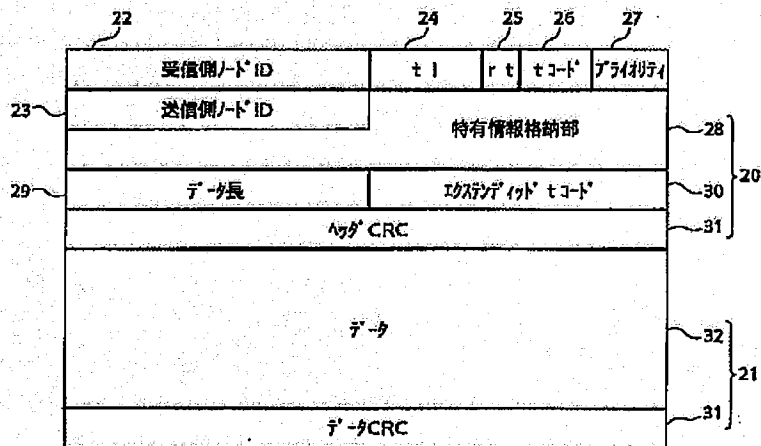 22 24 25 26 27
受信側ノードID tl rt tコード プライオリティ
23 送信側ノードID
特有情報格納部 28
20
29 データ長 エクステンディッド tコード 30
ヘッダCRC 31
データ 32
21
データCRC 31